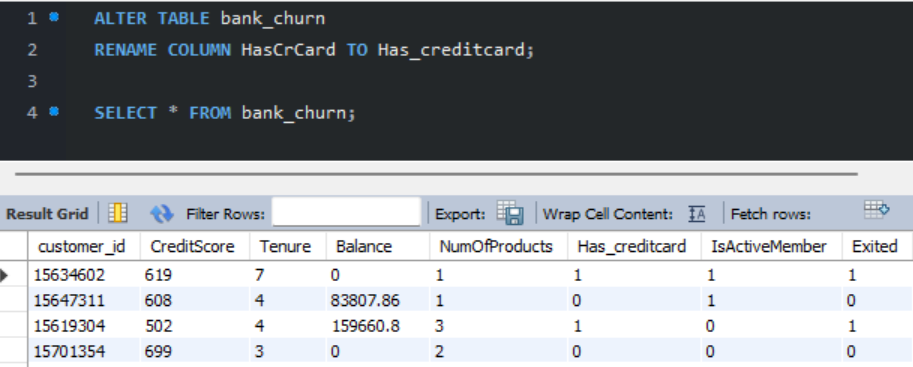 1 ALTER TABLE bank_churn
2 RENAME COLUMN HasCrCard TO Has_creditcard;
3
4 SELECT * FROM bank_churn;
Result Grid Filter Rows: Export: Wrap Cell Content: IA Fetch rows:
customer_id CreditScore Tenure Balance NumOfProducts Has_creditcard IsActiveMember Exited
15634602 619 7 0 1 1 1 1
15647311 608 4 83807.86 1 0 1 0
15619304 502 4 159660.8 3 1 0 1
15701354 699 3 0 2 0 0 0